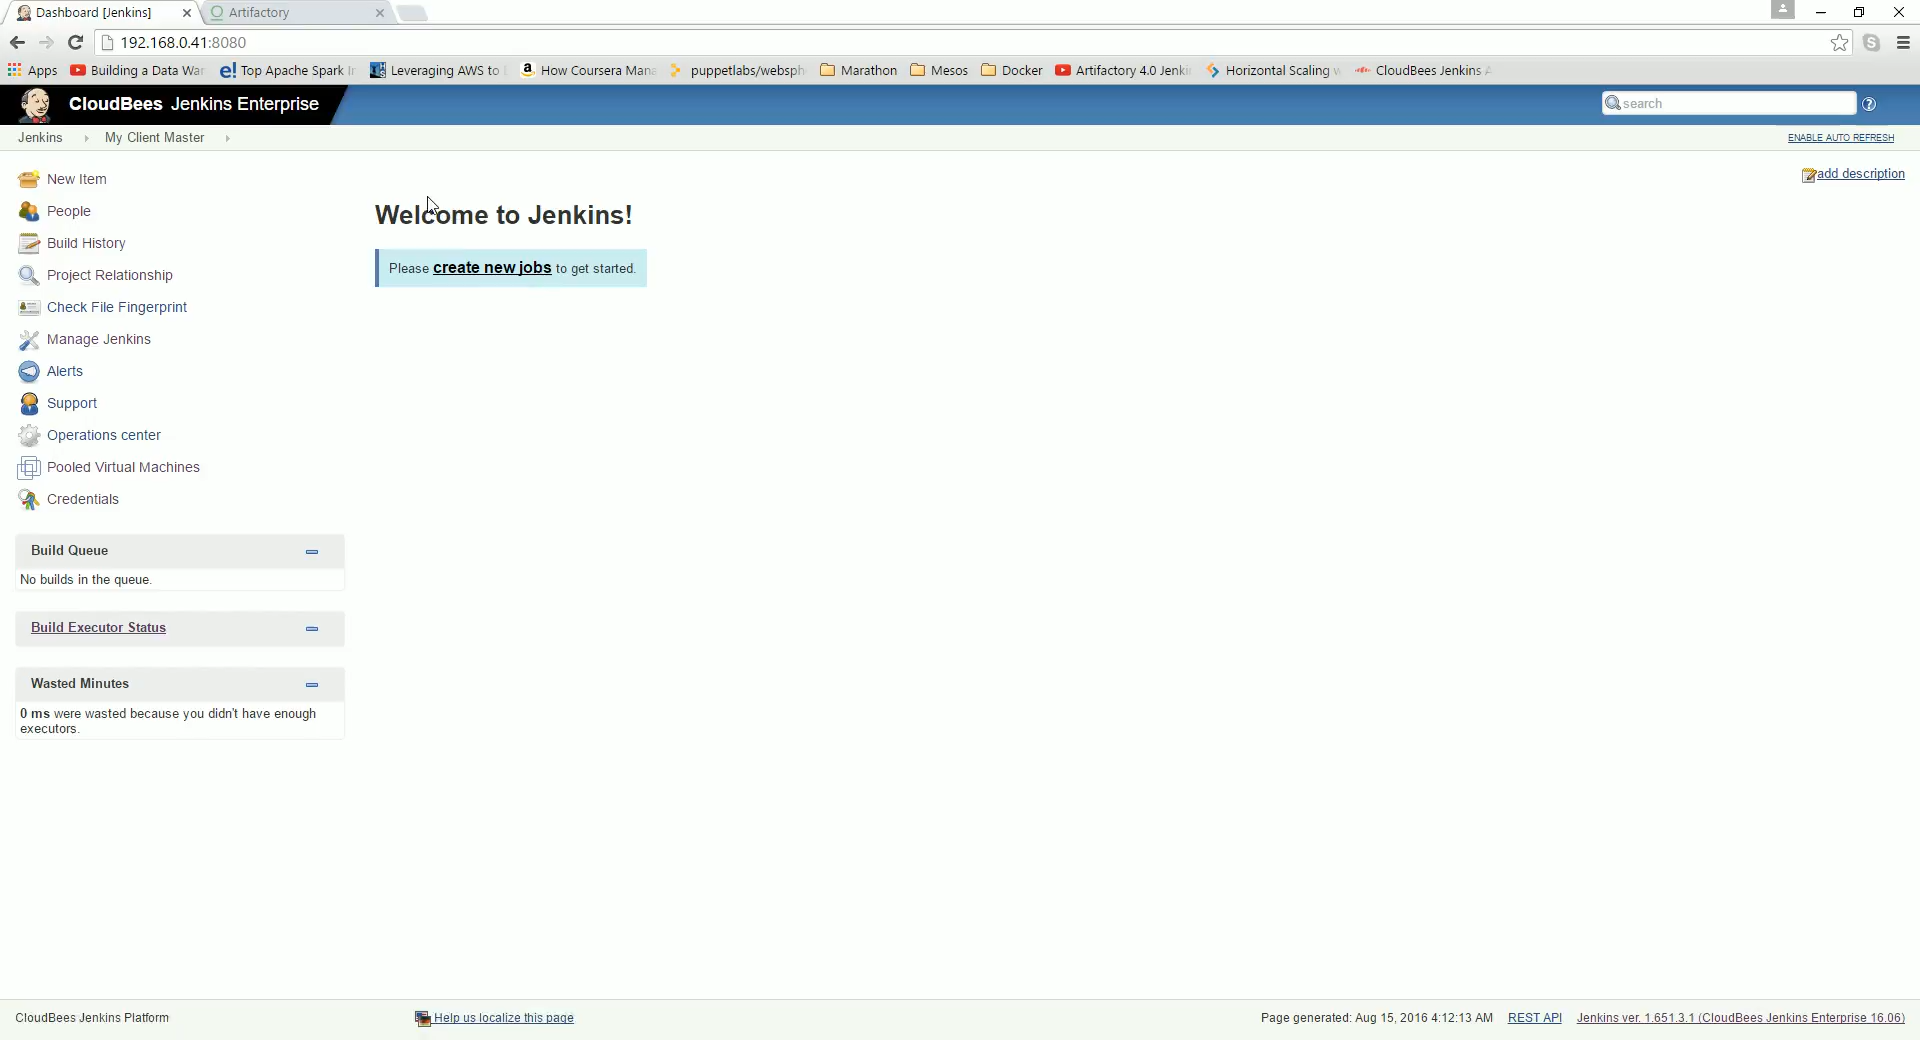 Dashboard [Jenkins]
Artifactory
192.168.0.41:8080
Apps
Building a Data War
Top Apache Spark I
Leveraging AWS to
How Coursera Mana
puppetlabs/websph
Marathon
Mesos
Docker
Artifactory 4.0 Jenki
Horizontal Scaling w
CloudBees Jenkins A
CloudBees Jenkins Enterprise
search
Jenkins
My Client Master
ENABLE AUTO REFRESH
add description
New Item
People
Build History
Project Relationship
Check File Fingerprint
Manage Jenkins
Alerts
Support
Operations center
Pooled Virtual Machines
Credentials
Welcome to Jenkins!
Please create new jobs to get started.
Build Queue
No builds in the queue.
Build Executor Status
Wasted Minutes
0 ms were wasted because you didn't have enough
executors.
CloudBees Jenkins Platform
Help us localize this page
Page generated: Aug 15, 2016 4:12:13 AM
REST API
Jenkins ver. 1.651.3.1 (CloudBees Jenkins Enterprise 16.06)